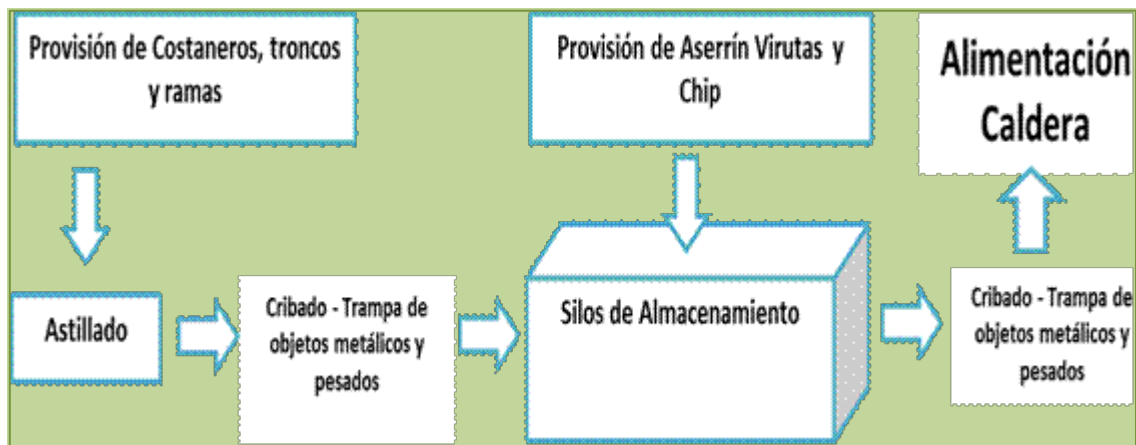 Provisión de Costaneros, troncos
y ramas
Provisión de Aserrín Virutas y
Chip
Alimentación
Caldera
Astillado
Cribado - Trampa de
objetos metálicos y
pesados
Silos de Almacenamiento
Cribado - Trampa de
objetos metálicos y
pesados